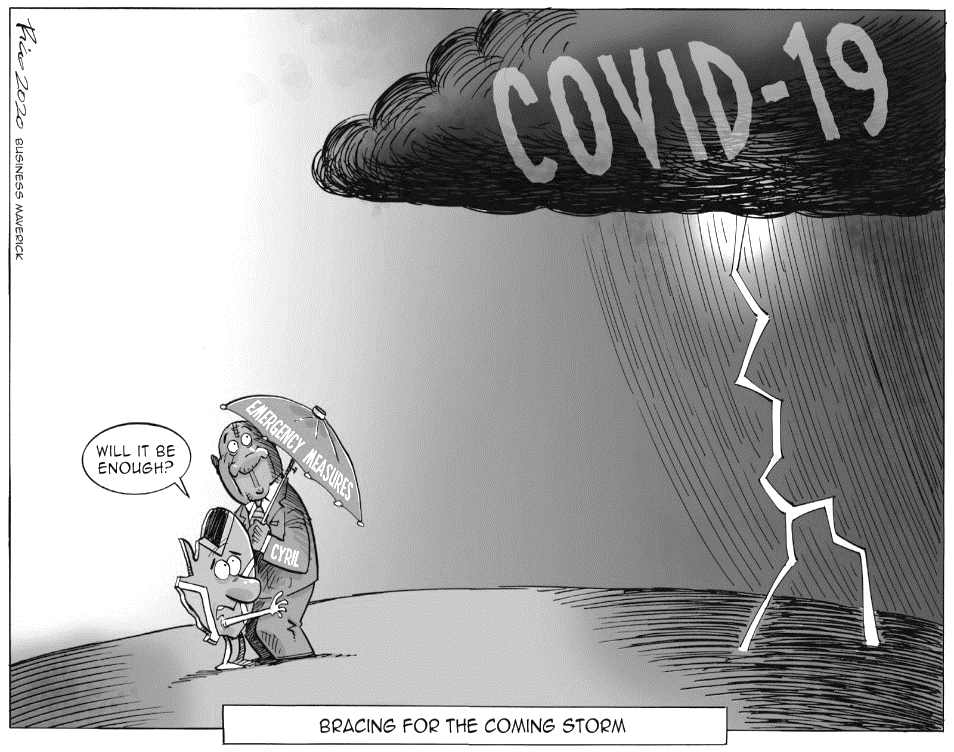 Rico 2020 BUSINESS MAVERICK
COVID-19
EMERGENCY MEASURES
WILL IT BE
ENOUGH?
CYRIL
BRACING FOR THE COMING STORM